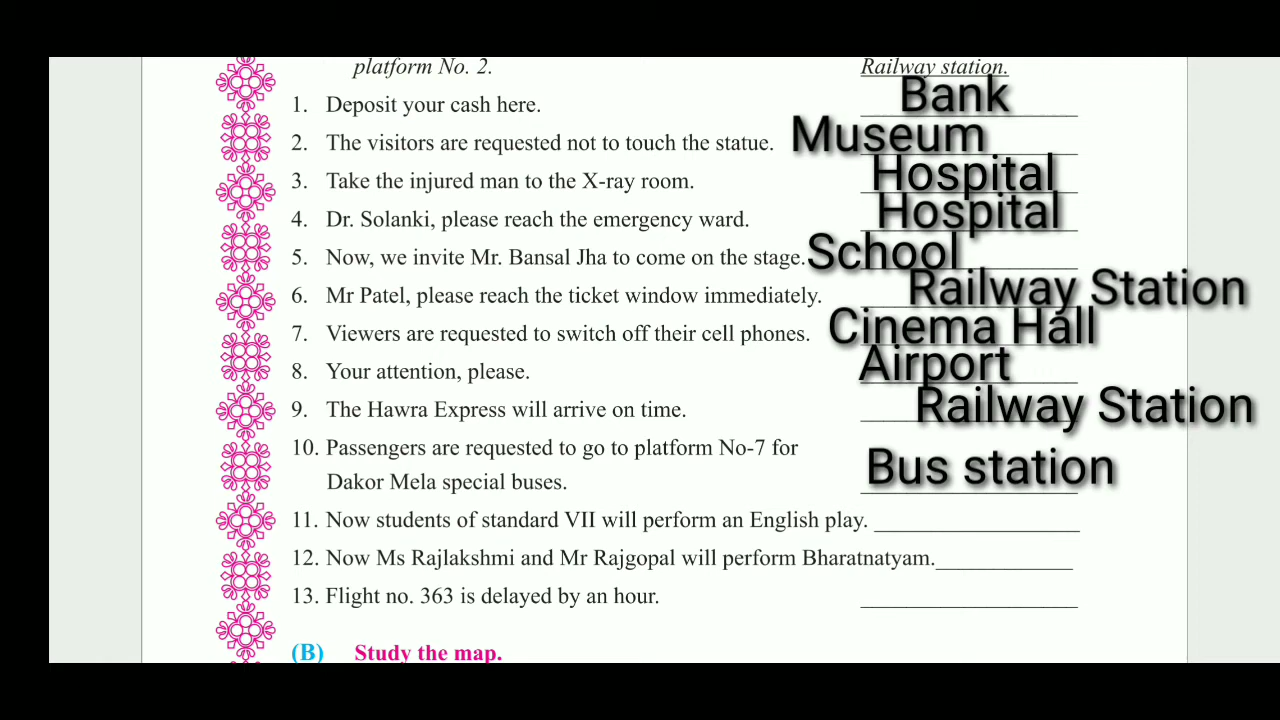 platform No. 2. Railway station.
1. Deposit your cash here. Bank
2. The visitors are requested not to touch the statue. Museum
3. Take the injured man to the X-ray room. Hospital
4. Dr. Solanki, please reach the emergency ward. Hospital
5. Now, we invite Mr. Bansal Jha to come on the stage. School
6. Mr Patel, please reach the ticket window immediately. Railway Station
7. Viewers are requested to switch off their cell phones. Cinema Hall
8. Your attention, please. Airport
9. The Hawra Express will arrive on time. Railway Station
10. Passengers are requested to go to platform No-7 for
Dakor Mela special buses. Bus station
11. Now students of standard VII will perform an English play.
12. Now Ms Rajlakshmi and Mr Rajgopal will perform Bharatnatyam.
13. Flight no. 363 is delayed by an hour.
(B) Study the map.